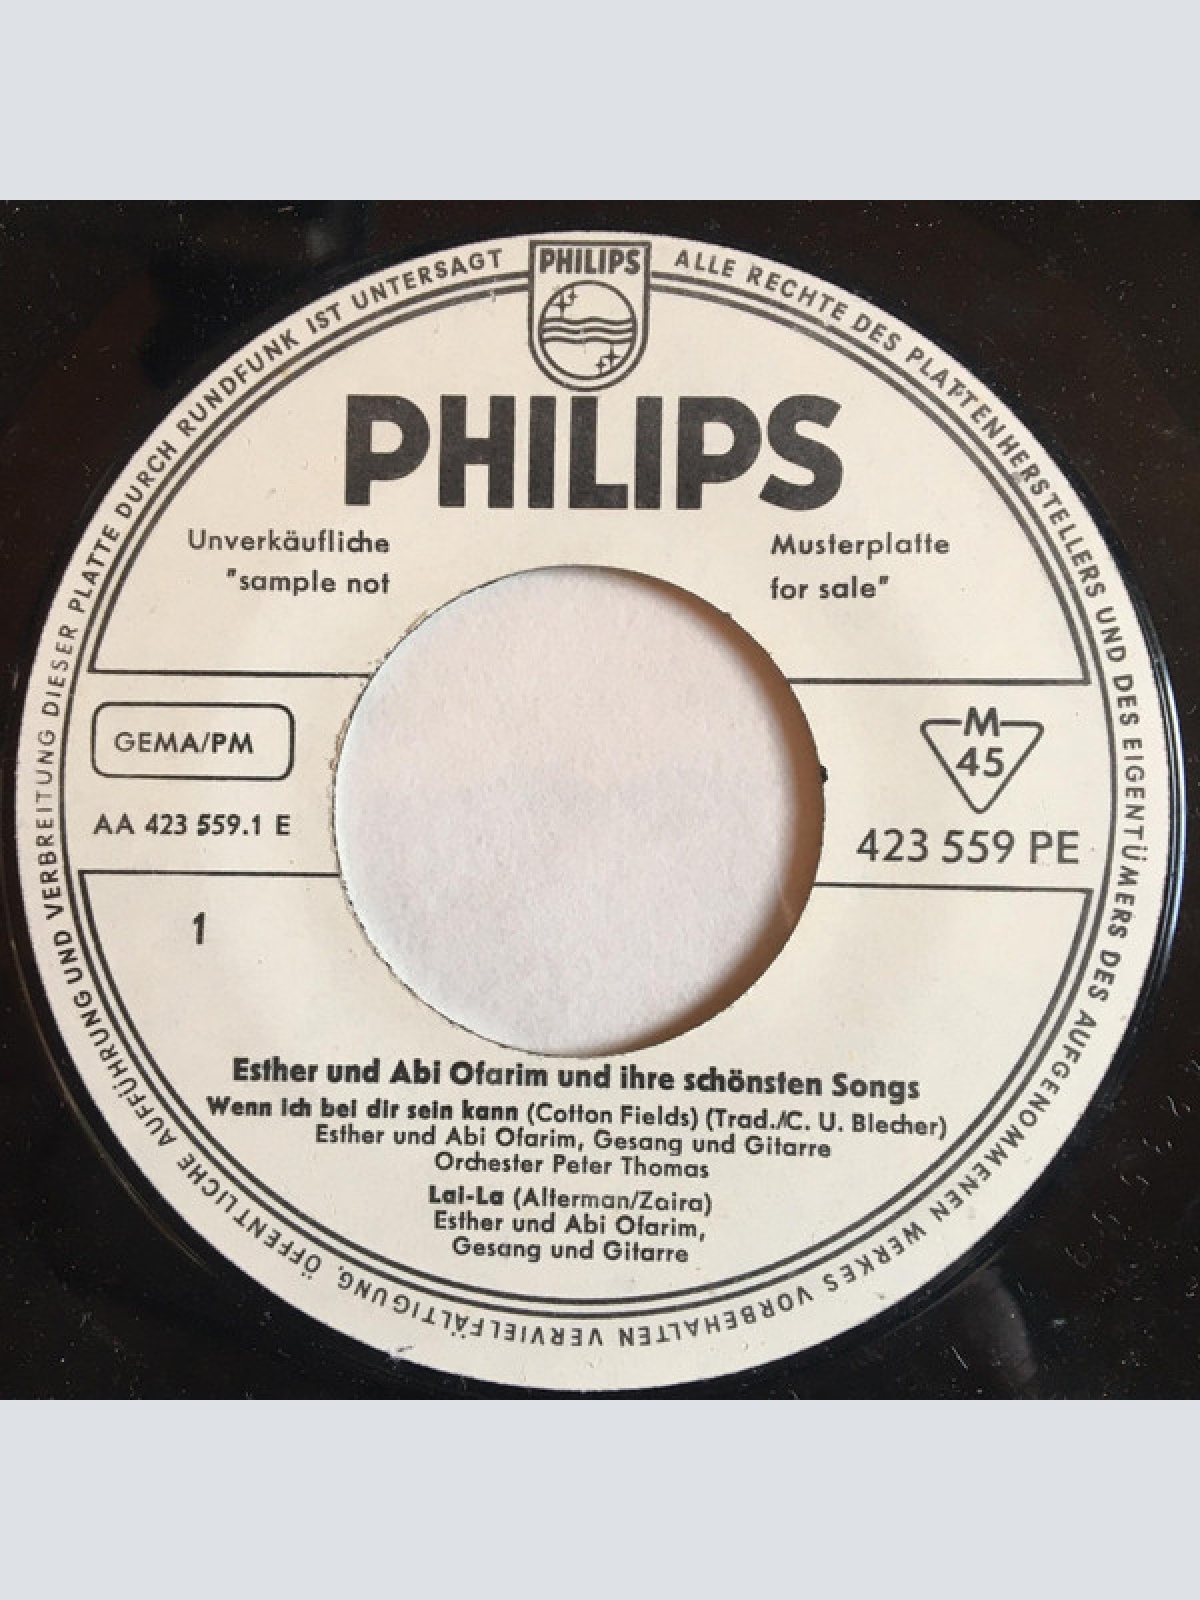 ALLE RECHTE DES PLATTENHERSTELLERS UND DES EIGENTÜMERS DES AUFGENOMMENEN WERKES VORBEHALTEN VERVIELFÄLTIGUNG, ÖFFENTLICHE AUFFÜHRUNG UND VERBREITUNG DIESER PLATTE DURCH RUNDFUNK IST UNTERSAGT
PHILIPS
PHILIPS
Unverkäufliche Musterplatte
"sample not for sale"
GEMA/PM
M
45
AA 423 559.1 E
423 559 PE
1
Esther und Abi Ofarim und ihre schönsten Songs
Wenn ich bei dir sein kann (Cotton Fields) (Trad./C. U. Blecher)
Esther und Abi Ofarim, Gesang und Gitarre
Orchester Peter Thomas
Lai-La (Alterman/Zaira)
Esther und Abi Ofarim,
Gesang und Gitarre